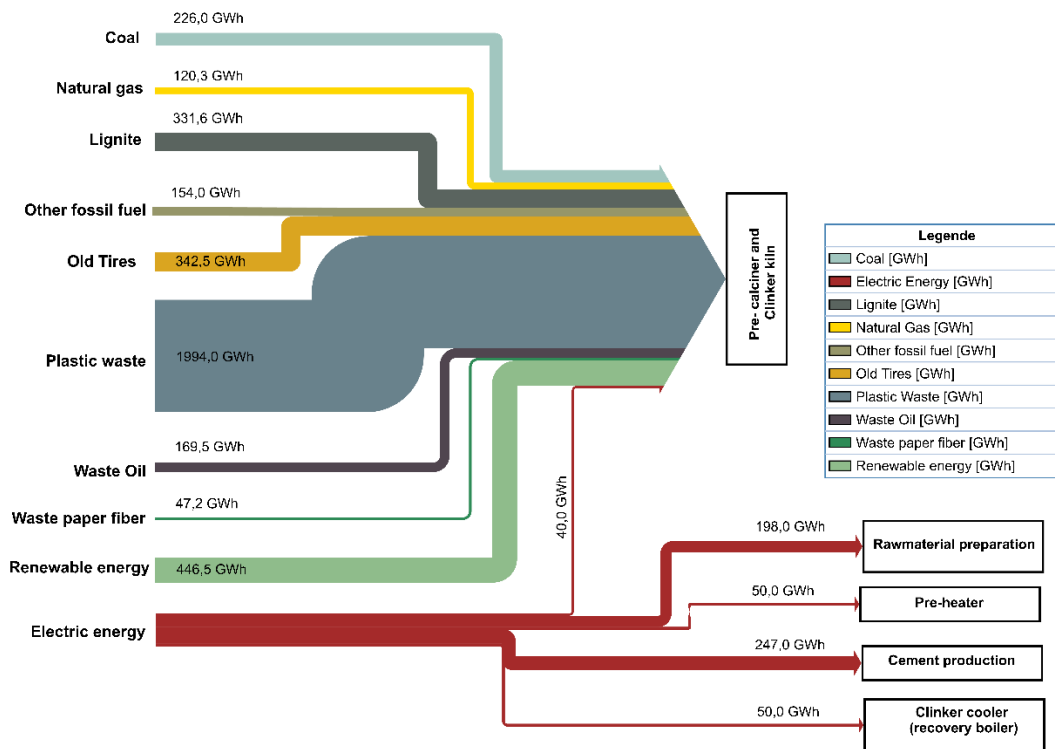 226,0 GWh
Coal
120,3 GWh
Natural gas
331,6 GWh
Lignite
154,0 GWh
Other fossil fuel
Old Tires
342,5 GWh
Plastic waste
1994,0 GWh
169,5 GWh
Waste Oil
47,2 GWh
Waste paper fiber
Renewable energy
446,5 GWh
Electric energy
40,0 GWh
Pre- calciner and
Clinker kiln
198,0 GWh
Rawmaterial preparation
50,0 GWh
Pre-heater
247,0 GWh
Cement production
50,0 GWh
Clinker cooler
(recovery boiler)
Legende
Coal [GWh]
Electric Energy [GWh]
Lignite [GWh]
Natural Gas [GWh]
Other fossil fuel [GWh]
Old Tires [GWh]
Plastic Waste [GWh]
Waste Oil [GWh]
Waste paper fiber [GWh]
Renewable energy [GWh]